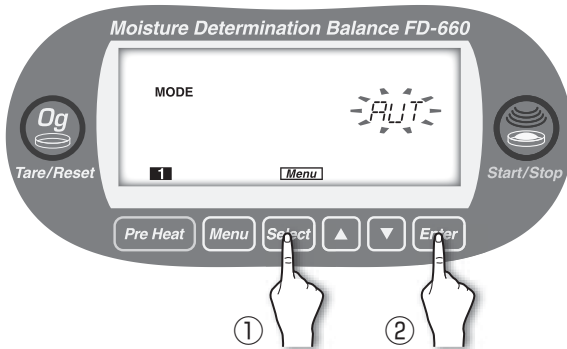 Moisture Determination Balance FD-660
MODE
AUT
0g
Tare/Reset
Start/Stop
1
Menu
Pre Heat Menu Select ▲ ▼ Enter
① ②